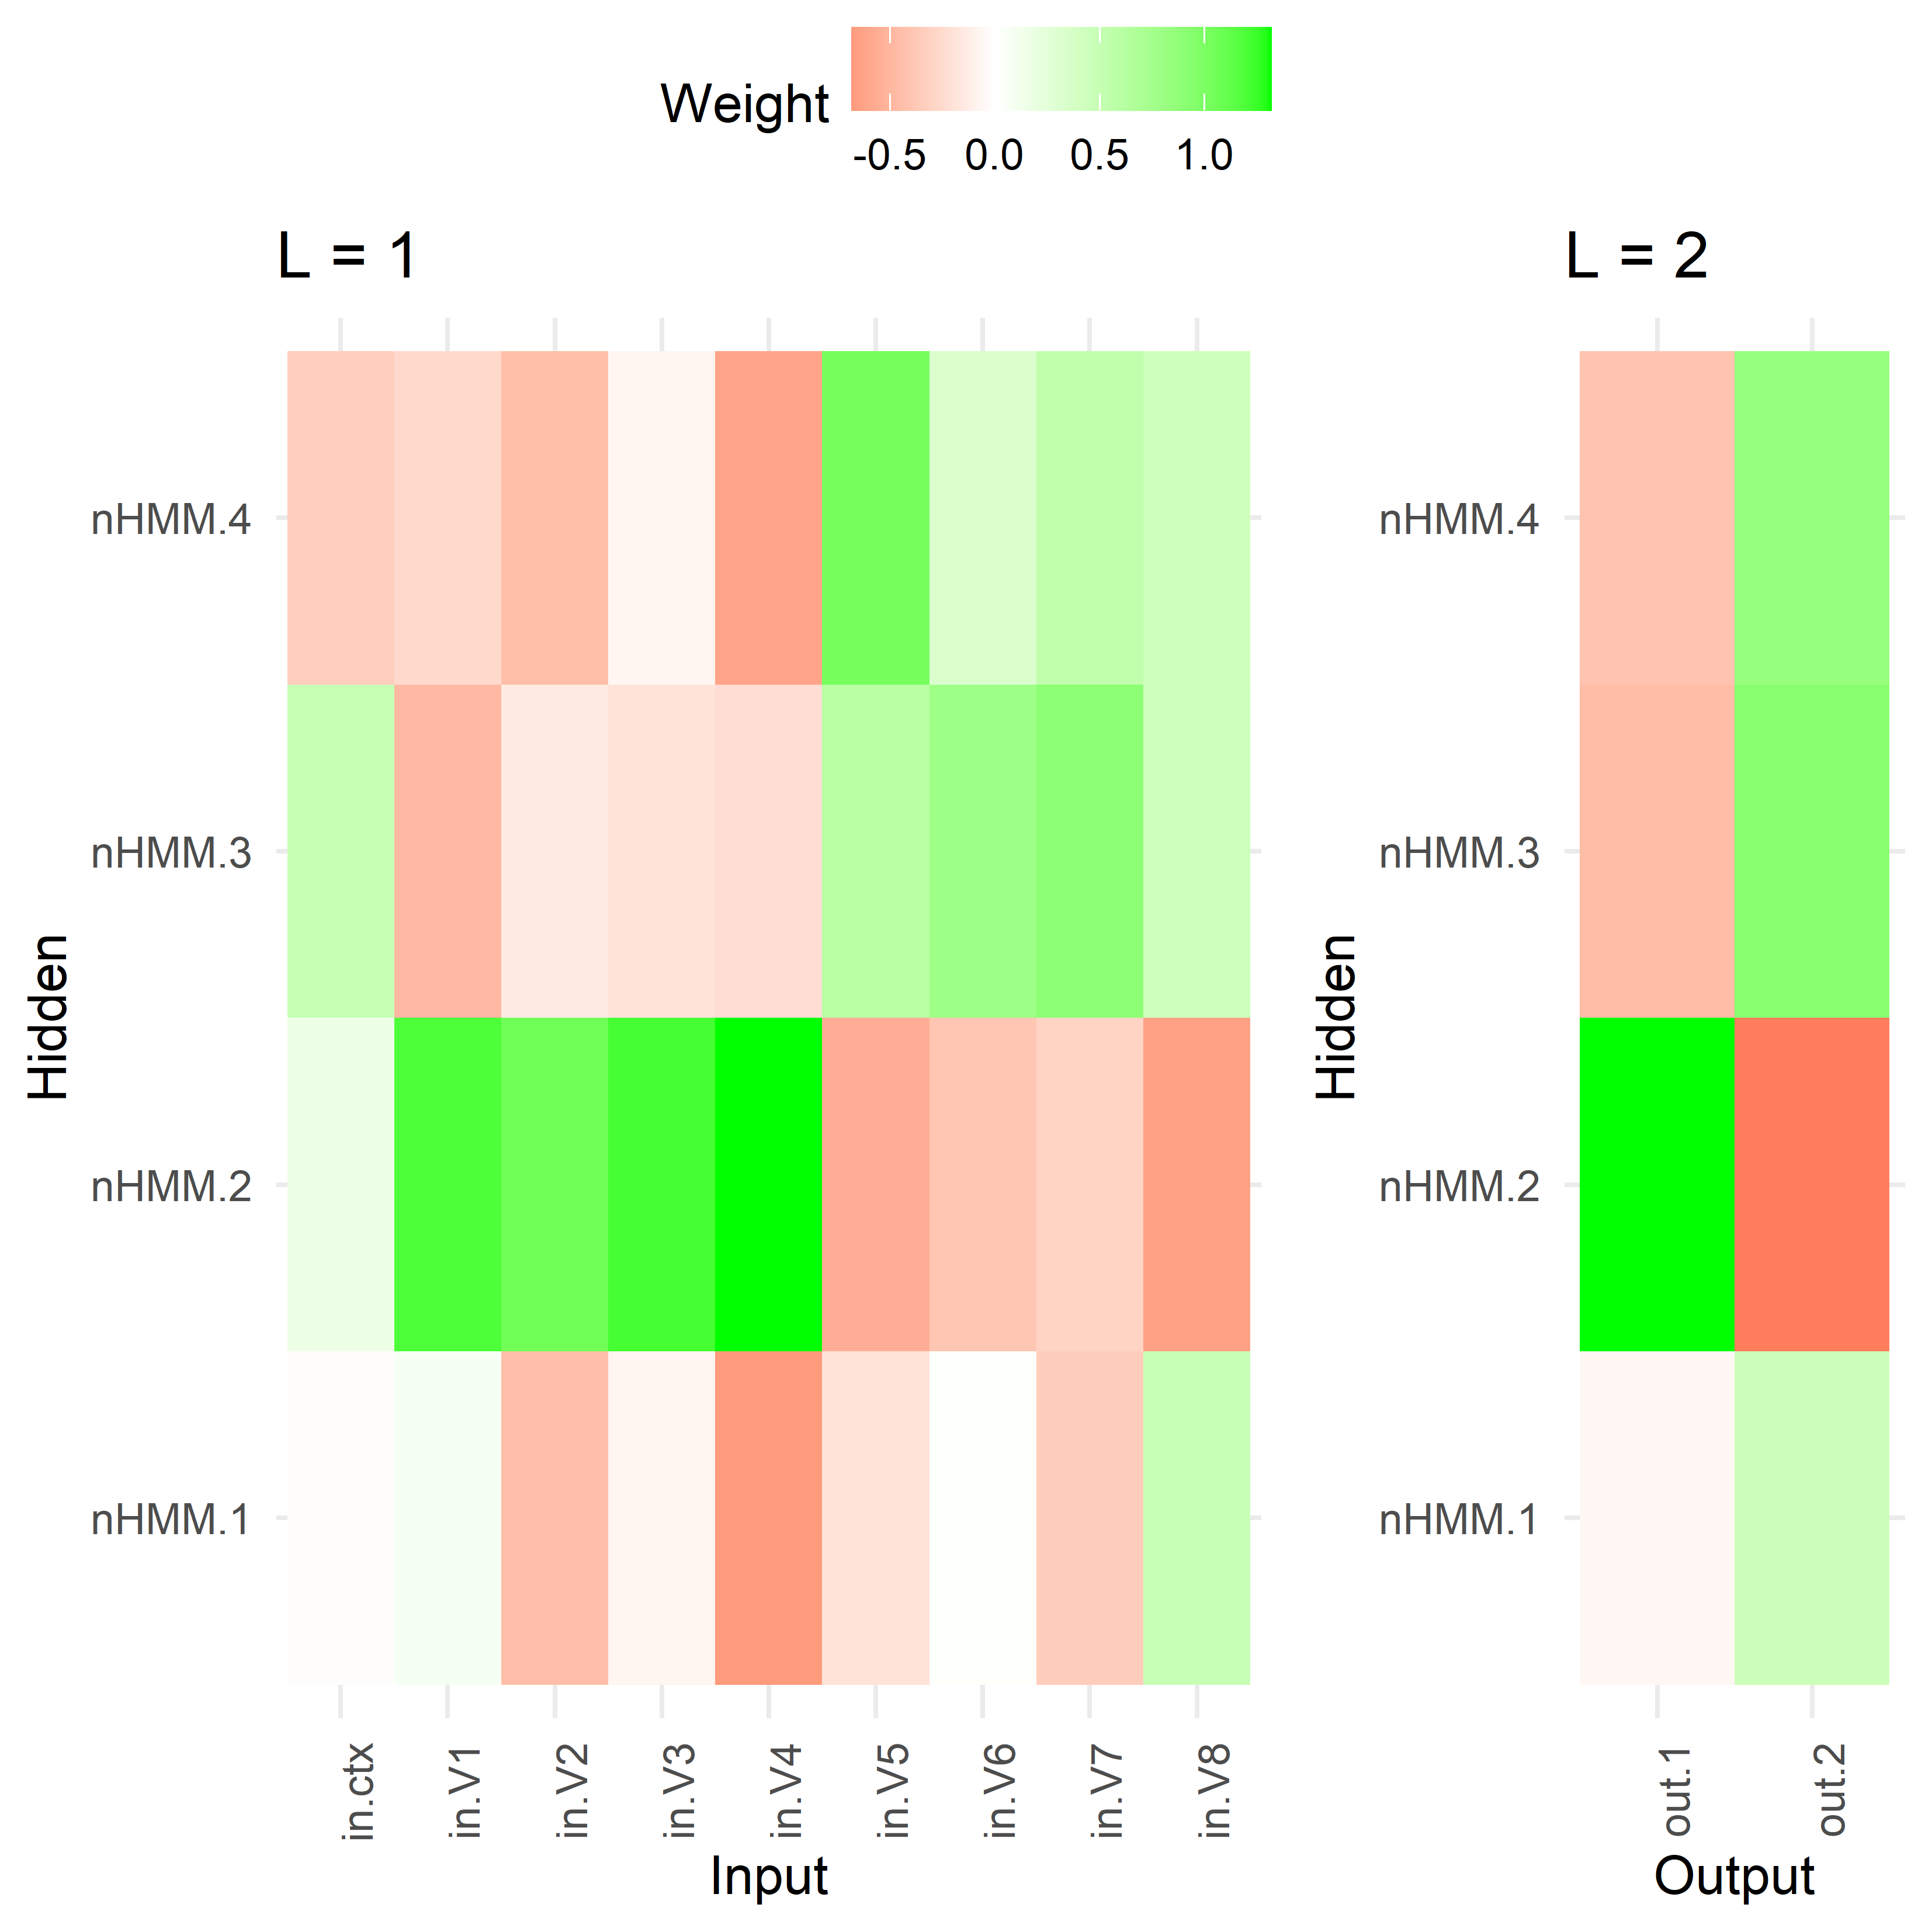 Weight
-0.5 0.0 0.5 1.0
L = 1
L = 2
Hidden
nHMM.4
nHMM.3
nHMM.2
nHMM.1
in.ctx in.V1 in.V2 in.V3 in.V4 in.V5 in.V6 in.V7 in.V8
Input
Hidden
nHMM.4
nHMM.3
nHMM.2
nHMM.1
out.1 out.2
Output